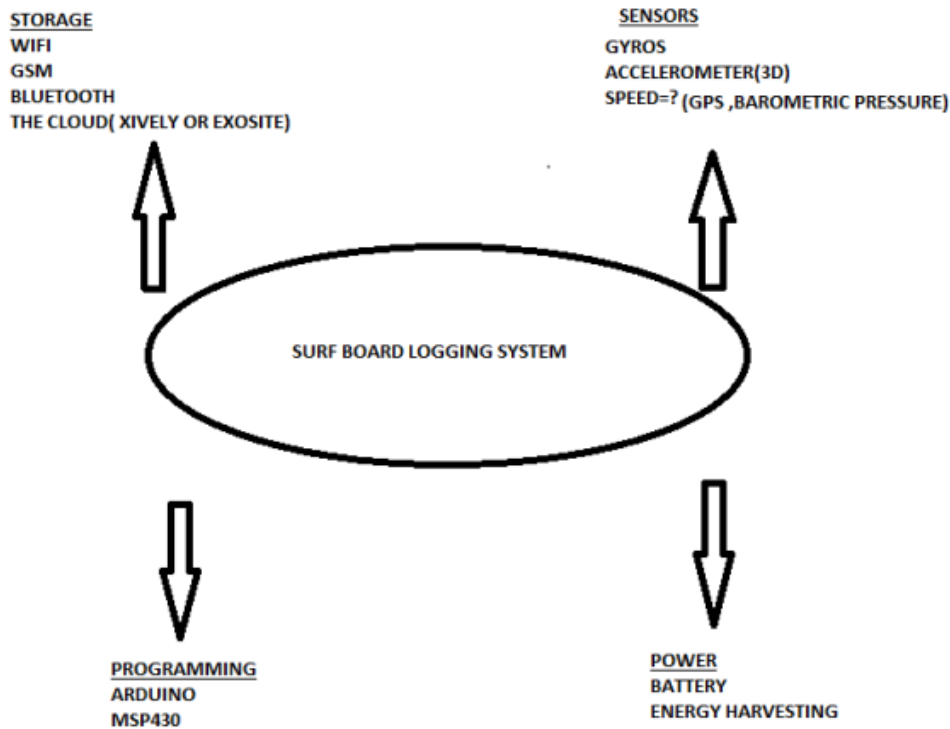 STORAGE
WIFI
GSM
BLUETOOTH
THE CLOUD( XIVELY OR EXOSITE)
SENSORS
GYROS
ACCELEROMETER(3D)
SPEED=? (GPS ,BAROMETRIC PRESSURE)
SURF BOARD LOGGING SYSTEM
PROGRAMMING
ARDUINO
MSP430
POWER
BATTERY
ENERGY HARVESTING